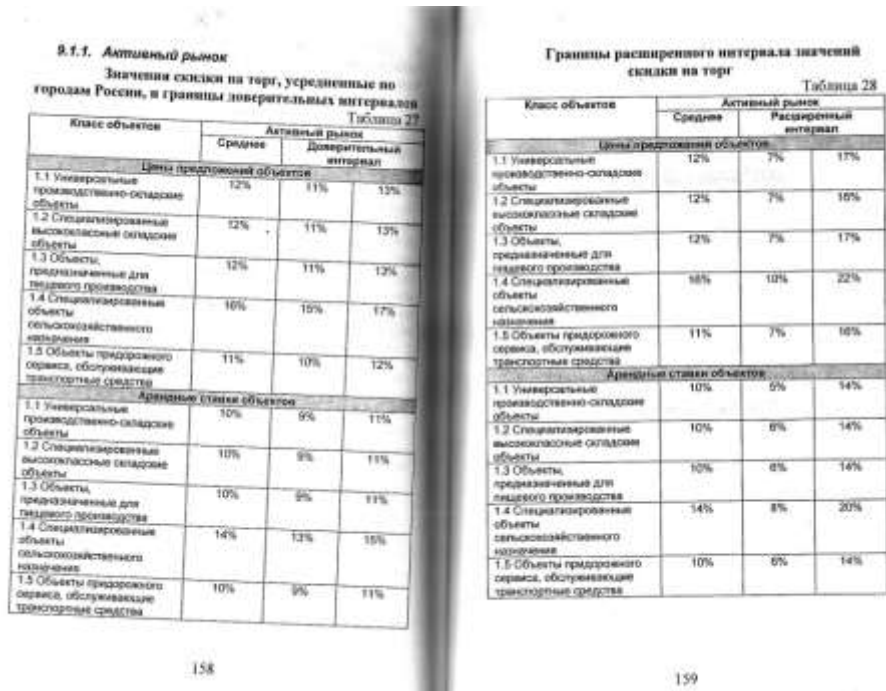 9.1.1. Активный рынок
Значения скидки на торг, усредненные по
городам России, и границы доверительных интервалов
Таблица 27
Класс объектов
Активный рынок
Среднее
Доверительный
интервал
Цены предложений объектов
1.1 Универсальные
производственно-складские
объекты
12% 11% 13%
1.2 Специализированные
высококлассные складские
объекты
12% 11% 13%
1.3 Объекты,
предназначенные для
пищевого производства
12% 11% 13%
1.4 Специализированные
объекты
сельскохозяйственного
назначения
16% 15% 17%
1.5 Объекты придорожного
сервиса, обслуживающие
транспортные средства
11% 10% 12%
Арендные ставки объектов
1.1 Универсальные
производственно-складские
объекты
10% 9% 11%
1.2 Специализированные
высококлассные складские
объекты
10% 9% 11%
1.3 Объекты,
предназначенные для
пищевого производства
10% 9% 11%
1.4 Специализированные
объекты
сельскохозяйственного
назначения
14% 13% 15%
1.5 Объекты придорожного
сервиса, обслуживающие
транспортные средства
10% 9% 11%
158
Границы расширенного интервала значений
скидки на торг
Таблица 28
Класс объектов
Активный рынок
Среднее
Расширенный
интервал
Цены предложений объектов
1.1 Универсальные
производственно-складские
объекты
12% 7% 17%
1.2 Специализированные
высококлассные складские
объекты
12% 7% 16%
1.3 Объекты,
предназначенные для
пищевого производства
12% 7% 17%
1.4 Специализированные
объекты
сельскохозяйственного
назначения
16% 10% 22%
1.5 Объекты придорожного
сервиса, обслуживающие
транспортные средства
11% 7% 16%
Арендные ставки объектов
1.1 Универсальные
производственно-складские
объекты
10% 5% 14%
1.2 Специализированные
высококлассные складские
объекты
10% 6% 14%
1.3 Объекты,
предназначенные для
пищевого производства
10% 6% 14%
1.4 Специализированные
объекты
сельскохозяйственного
назначения
14% 8% 20%
1.5 Объекты придорожного
сервиса, обслуживающие
транспортные средства
10% 6% 14%
159